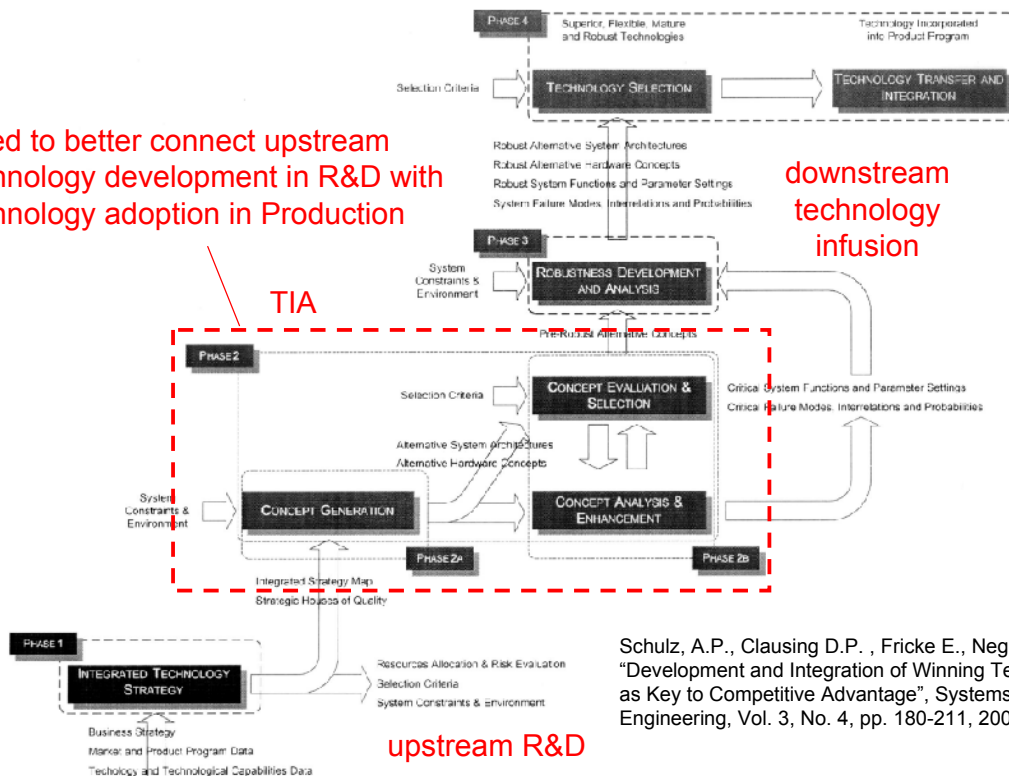 PHASE 4
Superior, Flexible, Mature
and Robust Technologies
Technology Incorporated
into Product Program
Selection Criteria
TECHNOLOGY SELECTION
TECHNOLOGY TRANSFER AND
INTEGRATION
ed to better connect upstream
hnology development in R&D with
hnology adoption in Production
Robust Alternative System Architectures
Robust Alternative Hardware Concepts
Robust System Functions and Parameter Settings
System Failure Modes, Interrelations and Probabilities
downstream
technology
infusion
PHASE 3
System
Constraints &
Environment
ROBUSTNESS DEVELOPMENT
AND ANALYSIS
TIA
Pre-Robust Alternative Concepts
PHASE 2
Selection Criteria
CONCEPT EVALUATION &
SELECTION
Critical System Functions and Parameter Settings
Critical Failure Modes, Interrelations and Probabilities
Alternative System Architectures
Alternative Hardware Concepts
System
Constraints &
Environment
CONCEPT GENERATION
CONCEPT ANALYSIS &
ENHANCEMENT
PHASE 2A
PHASE 2B
Integrated Strategy Map
Strategic Houses of Quality
PHASE 1
INTEGRATED TECHNOLOGY
STRATEGY
Resources Allocation & Risk Evaluation
Selection Criteria
System Constraints & Environment
Business Strategy
Market and Product Program Data
Techology and Technological Capabilities Data
upstream R&D
Schulz, A.P., Clausing D.P. , Fricke E., Neg
“Development and Integration of Winning Te
as Key to Competitive Advantage”, Systems
Engineering, Vol. 3, No. 4, pp. 180-211, 200